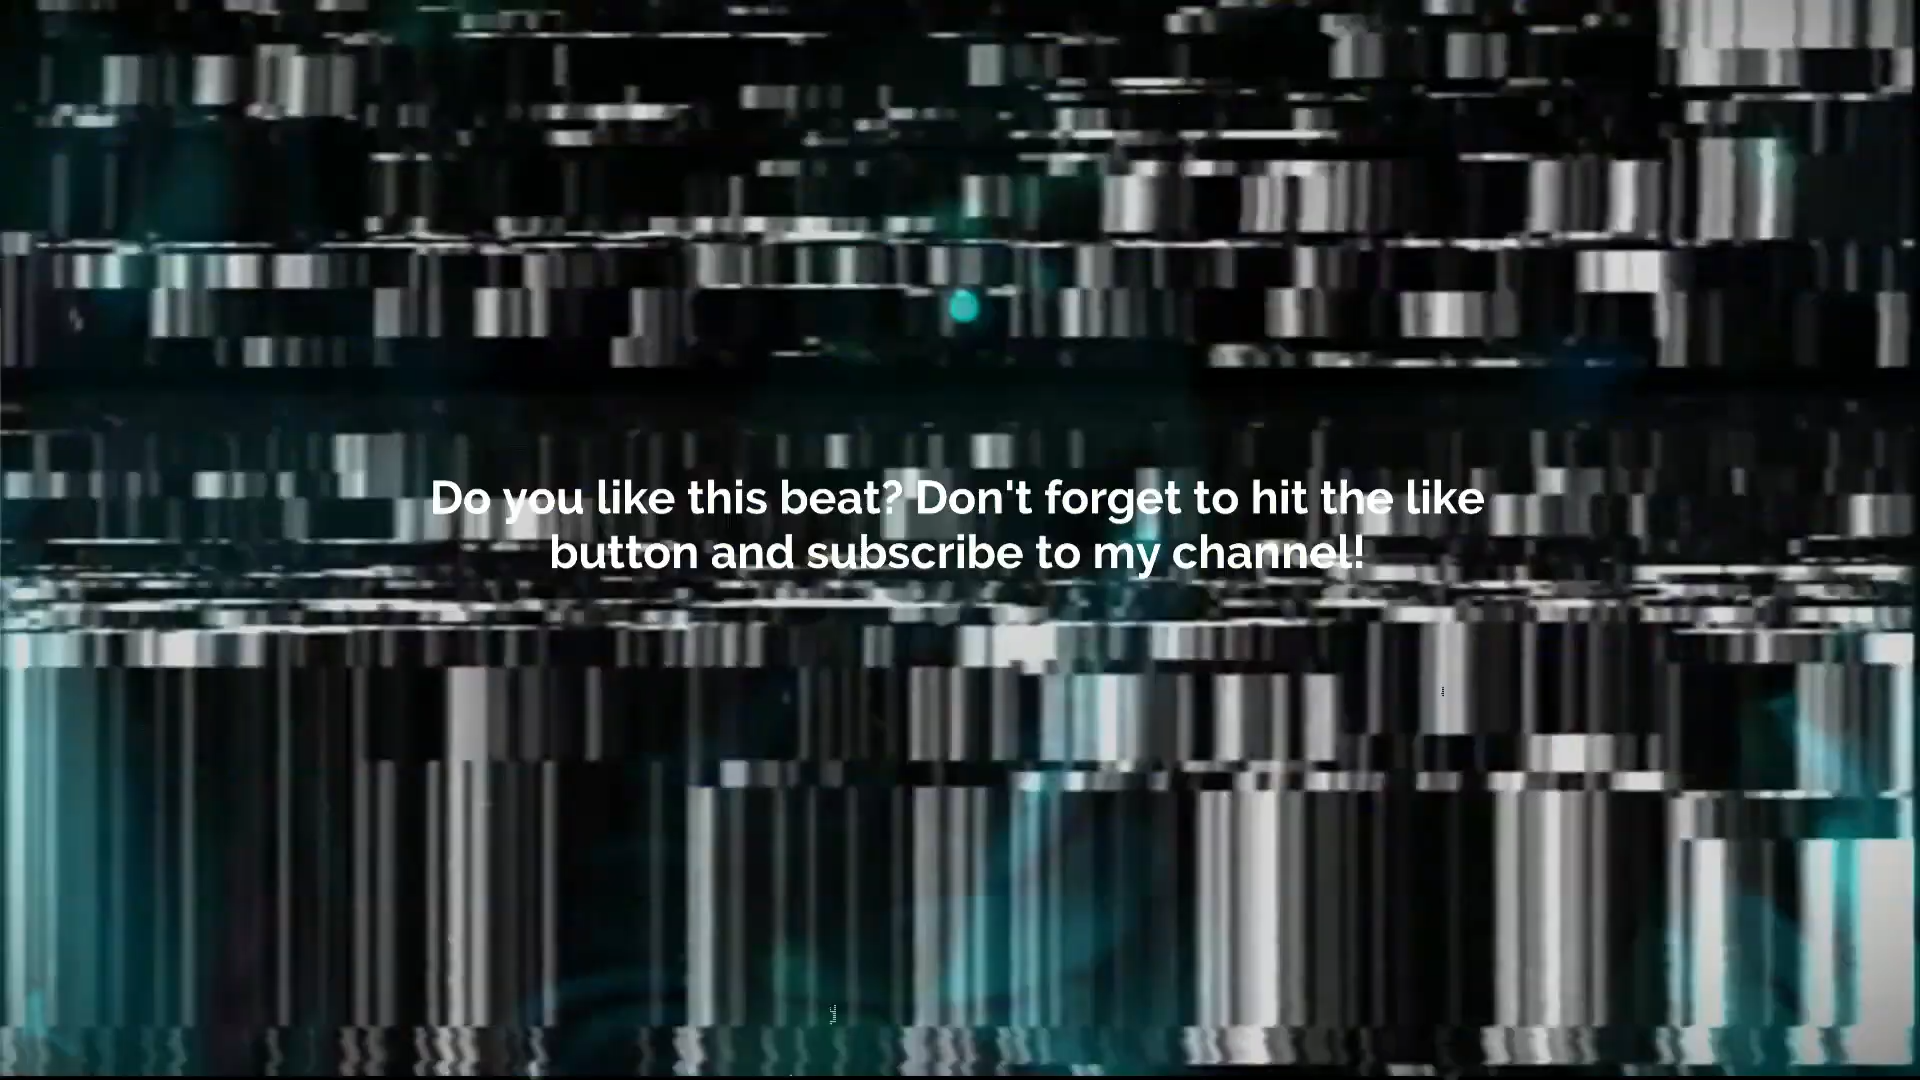 Do you like this beat? Don't forget to hit the like
button and subscribe to my channel!